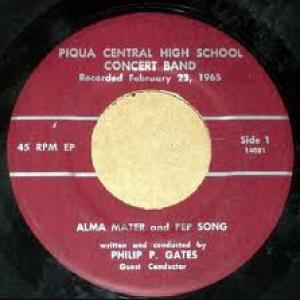 PIQUA CENTRAL HIGH SCHOOL
CONCERT BAND
Recorded February 23, 1965
45 RPM EP
Side 1
14081
ALMA MATER and PEP SONG
written and conducted by
PHILIP P. GATES
Guest Conductor